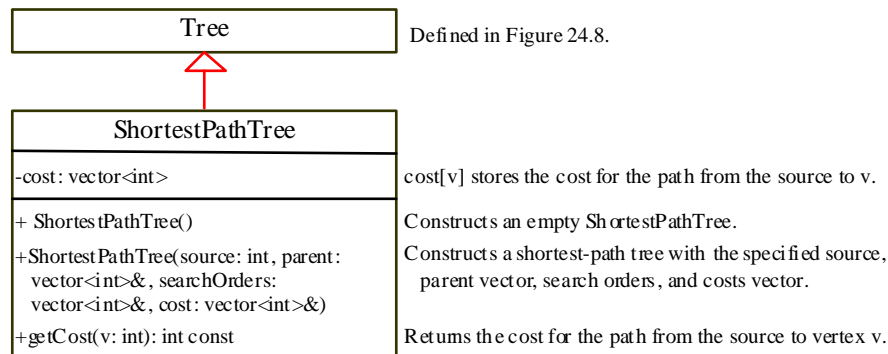 Tree
Defined in Figure 24.8.
ShortestPathTree
-cost: vector<int>
cost[v] stores the cost for the path from the source to v.
+ ShortestPathTree()
Constructs an empty ShortestPathTree.
+ShortestPathTree(source: int, parent:
vector<int>&, searchOrders:
vector<int>&, cost: vector<int>&)
Constructs a shortest-path tree with the specified source,
parent vector, search orders, and costs vector.
+getCost(v: int): int const
Returns the cost for the path from the source to vertex v.